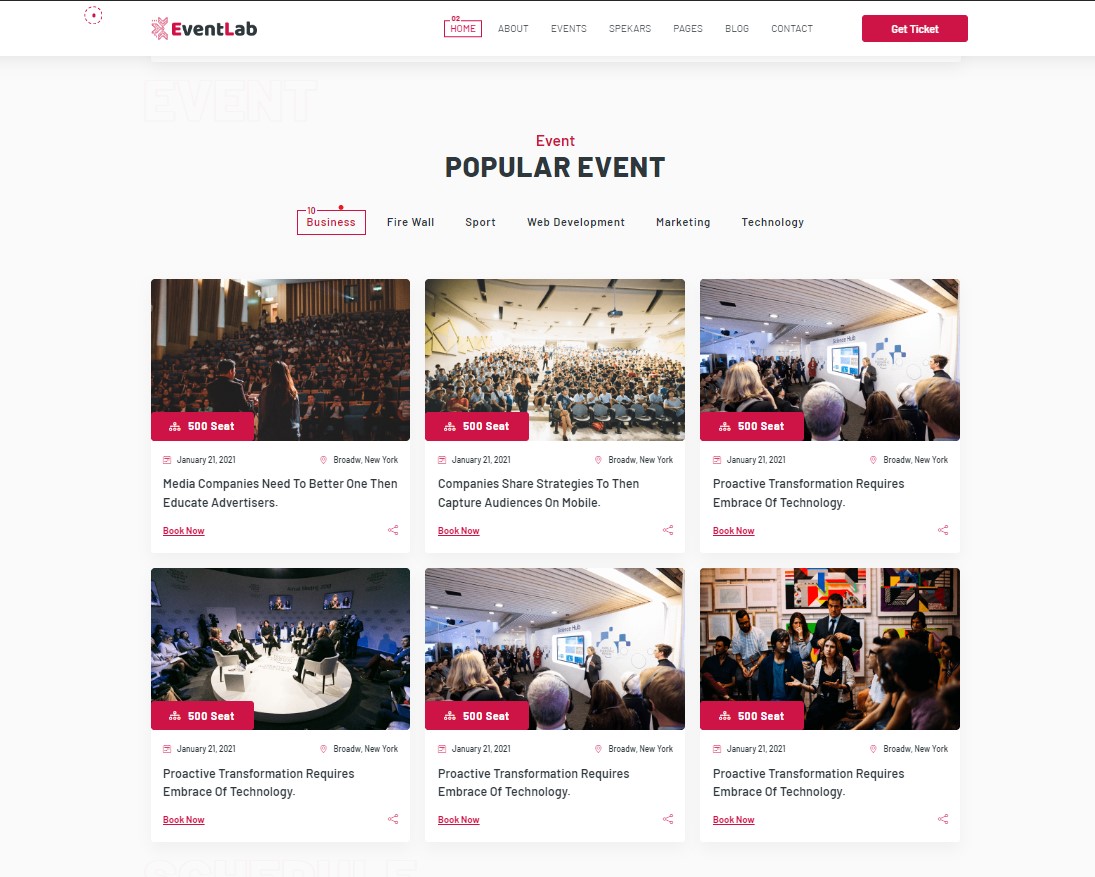 EventLab
02
HOME
ABOUT
EVENTS
SPEKARS
PAGES
BLOG
CONTACT
Get Ticket
EVENT
Event
POPULAR EVENT
10
Business
Fire Wall
Sport
Web Development
Marketing
Technology
500 Seat
January 21, 2021
Broadw, New York
Media Companies Need To Better One Then
Educate Advertisers.
Book Now
500 Seat
January 21, 2021
Broadw, New York
Companies Share Strategies To Then
Capture Audiences On Mobile.
Book Now
Science Hub
500 Seat
January 21, 2021
Broadw, New York
Proactive Transformation Requires
Embrace Of Technology.
Book Now
500 Seat
January 21, 2021
Broadw, New York
Proactive Transformation Requires
Embrace Of Technology.
Book Now
Science Hub
500 Seat
January 21, 2021
Broadw, New York
Proactive Transformation Requires
Embrace Of Technology.
Book Now
500 Seat
January 21, 2021
Broadw, New York
Proactive Transformation Requires
Embrace Of Technology.
Book Now
SCHEDULE